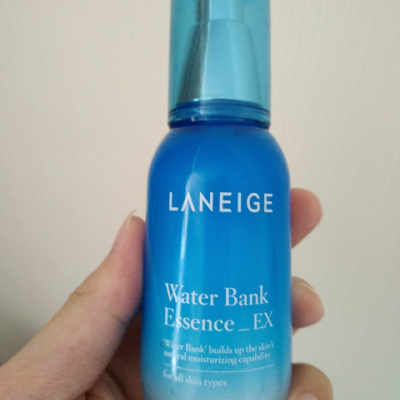 LANEIGE
Water Bank
Essence_EX
'Water Bank' builds up the skin's
natural moisturizing capability
for all skin types